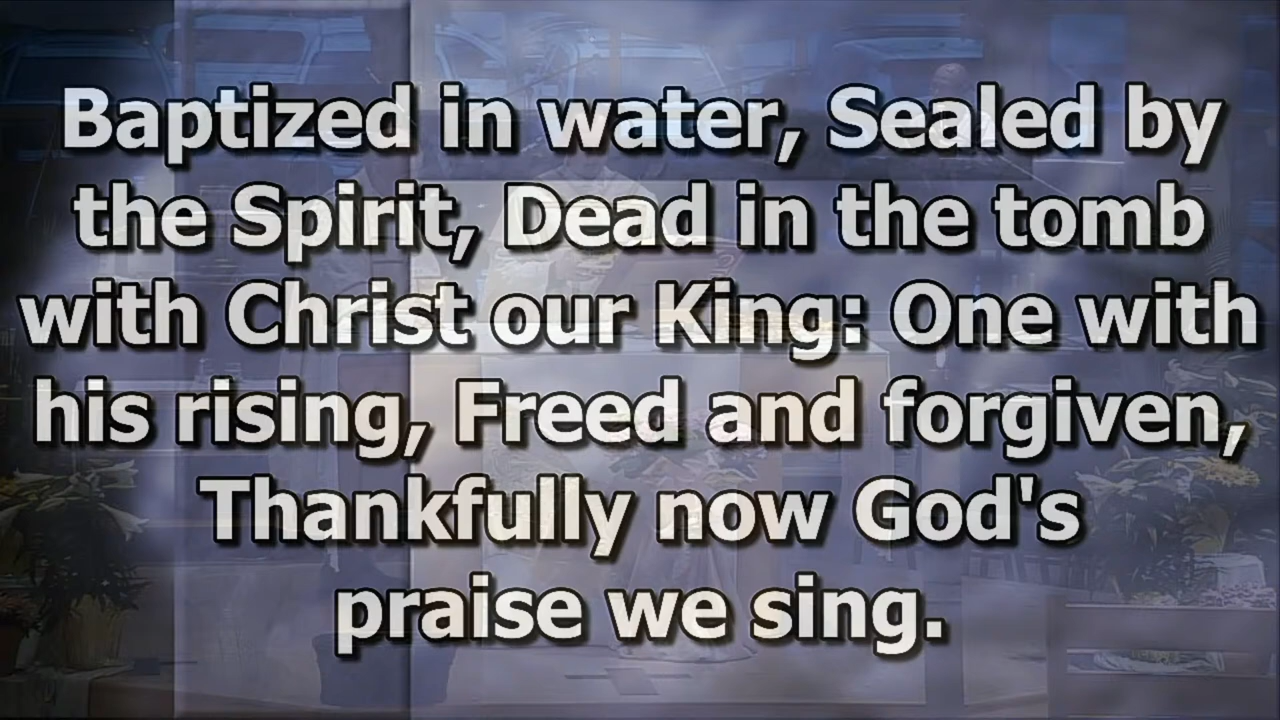 Baptized in water, Sealed by
the Spirit, Dead in the tomb
with Christ our King: One with
his rising, Freed and forgiven,
Thankfully now God's
praise we sing.